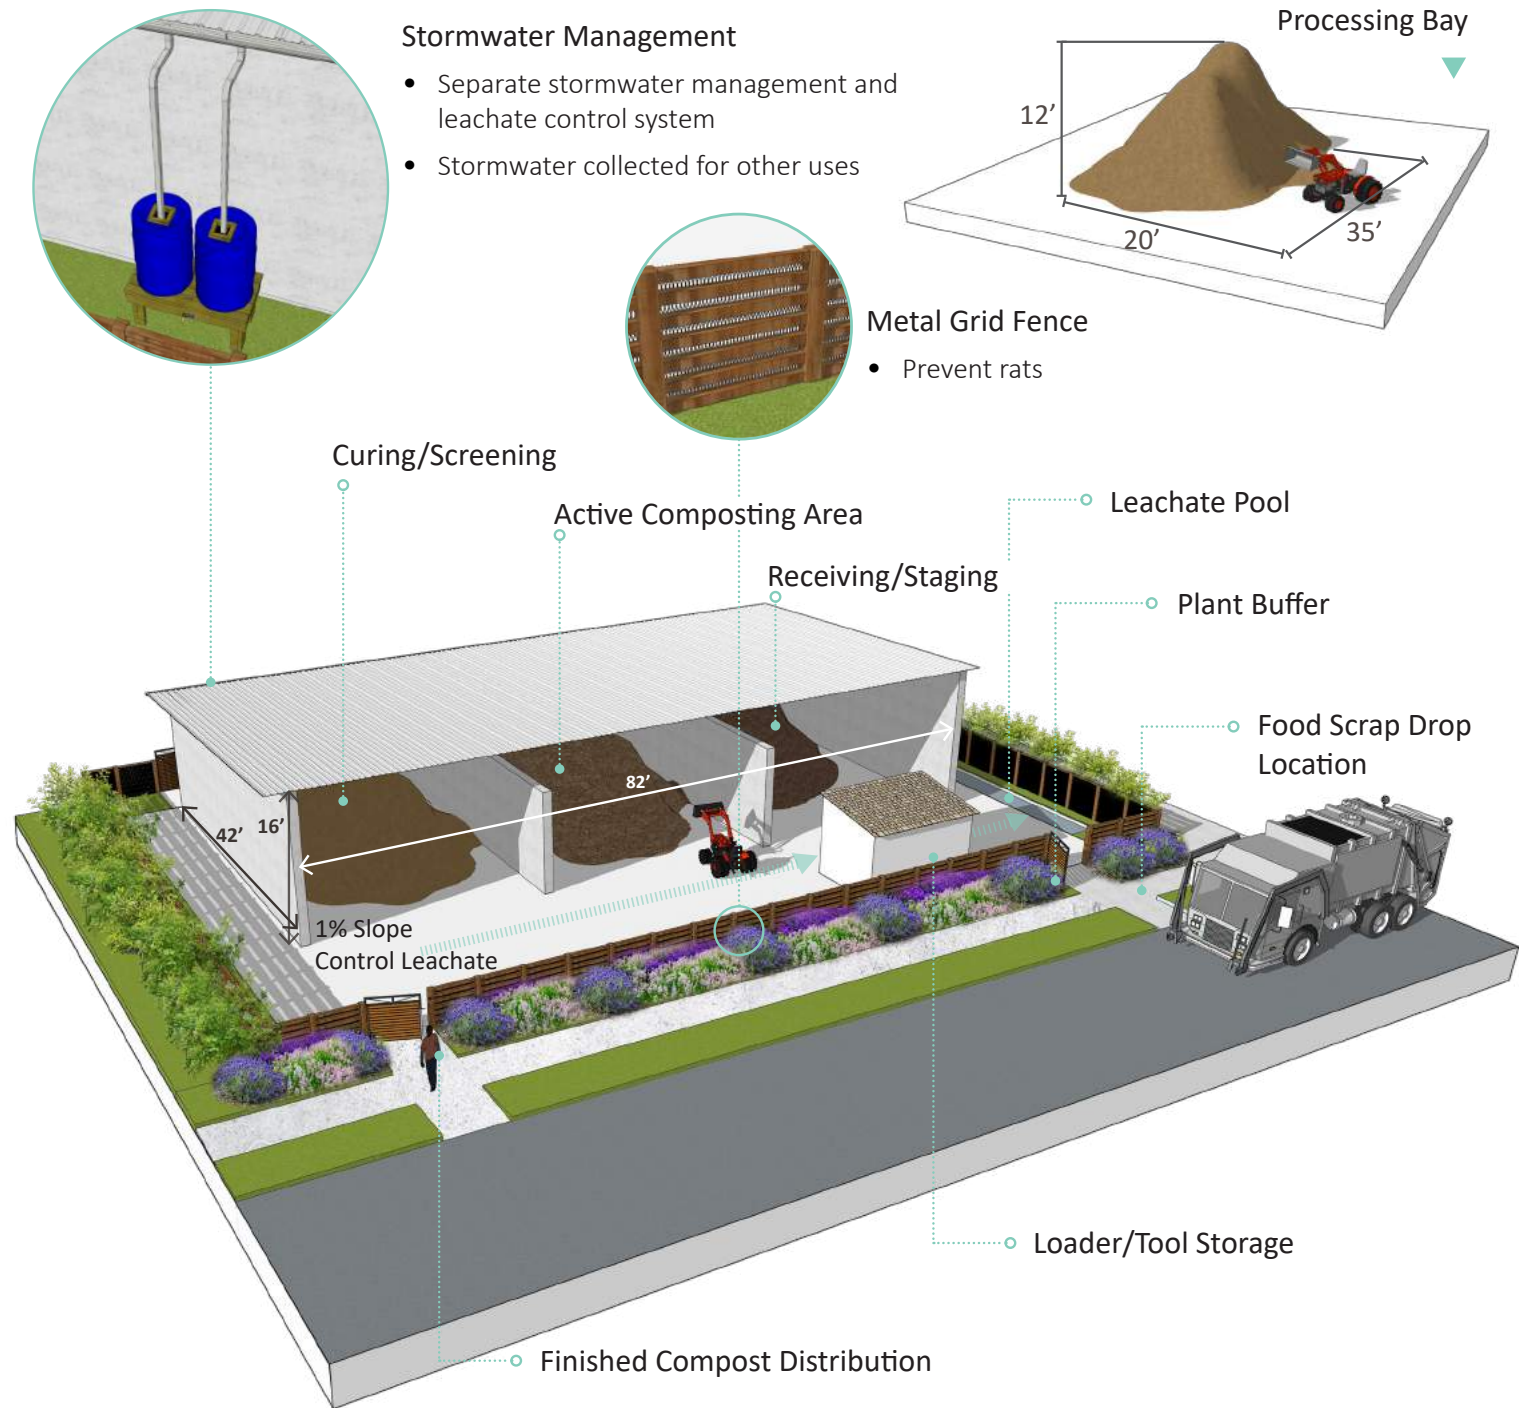 Stormwater Management
• Separate stormwater management and
leachate control system
• Stormwater collected for other uses
Processing Bay
12’
20’
35’
Metal Grid Fence
• Prevent rats
Curing/Screening
Active Composting Area
Receiving/Staging
Leachate Pool
Plant Buffer
Food Scrap Drop
Location
82’
42’
16’
1% Slope
Control Leachate
Loader/Tool Storage
Finished Compost Distribution